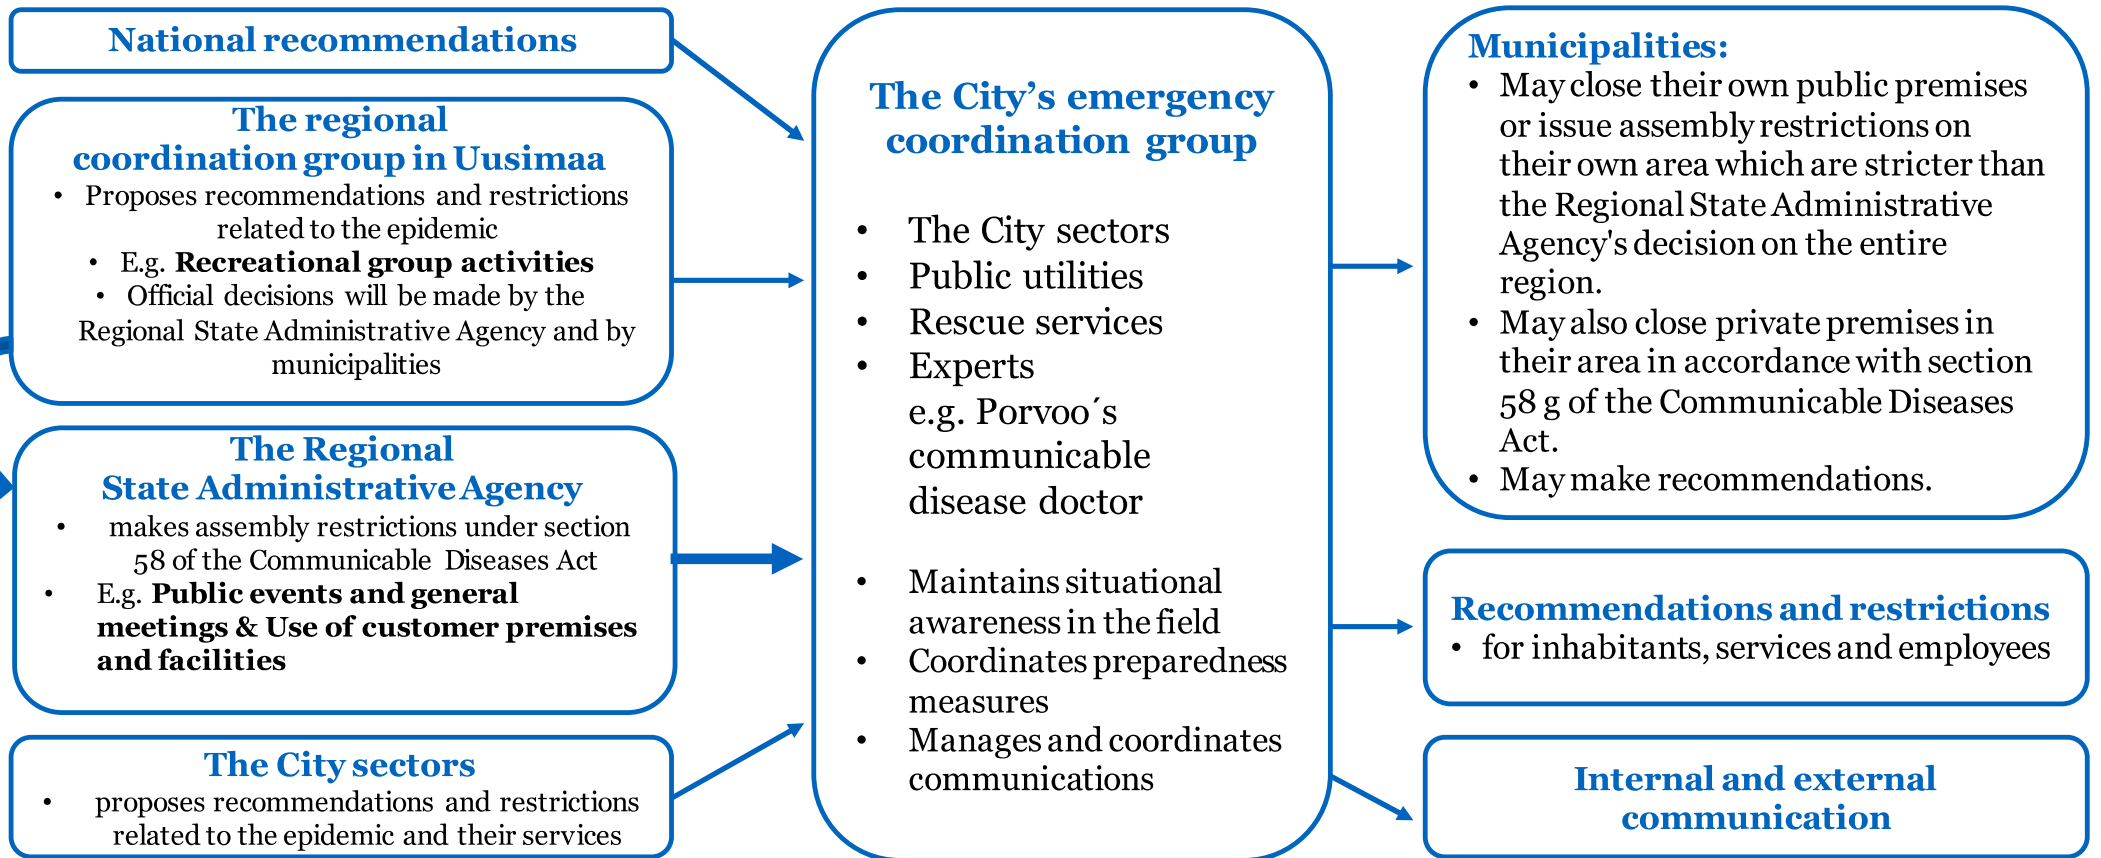 National recommendations
The regional
coordination group in Uusimaa
• Proposes recommendations and restrictions
related to the epidemic
• E.g. Recreational group activities
• Official decisions will be made by the
Regional State Administrative Agency and by
municipalities
The Regional
State Administrative Agency
• makes assembly restrictions under section
58 of the Communicable Diseases Act
• E.g. Public events and general
meetings & Use of customer premises
and facilities
The City sectors
• proposes recommendations and restrictions
related to the epidemic and their services
The City’s emergency
coordination group
• The City sectors
• Public utilities
• Rescue services
• Experts
e.g. Porvoo´s
communicable
disease doctor
• Maintains situational
awareness in the field
• Coordinates preparedness
measures
• Manages and coordinates
communications
Municipalities:
• May close their own public premises
or issue assembly restrictions on
their own area which are stricter than
the Regional State Administrative
Agency's decision on the entire
region.
• May also close private premises in
their area in accordance with section
58 g of the Communicable Diseases
Act.
• May make recommendations.
Recommendations and restrictions
• for inhabitants, services and employees
Internal and external
communication